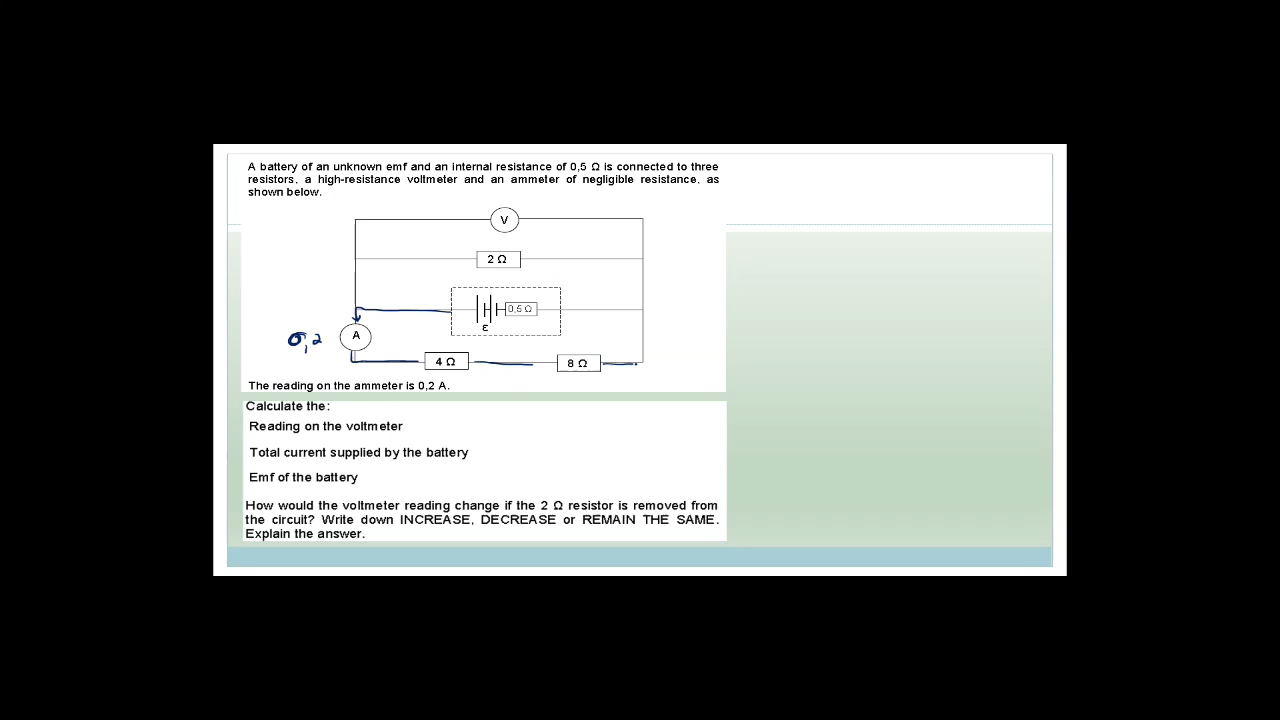 A battery of an unknown emf and an internal resistance of 0,5 Ω is connected to three
resistors, a high-resistance voltmeter and an ammeter of negligible resistance, as
shown below.
V
2 Ω
0,5 Ω
ε
A
0,2
4 Ω
8 Ω
The reading on the ammeter is 0,2 A.
Calculate the:
Reading on the voltmeter
Total current supplied by the battery
Emf of the battery
How would the voltmeter reading change if the 2 Ω resistor is removed from
the circuit? Write down INCREASE, DECREASE or REMAIN THE SAME.
Explain the answer.